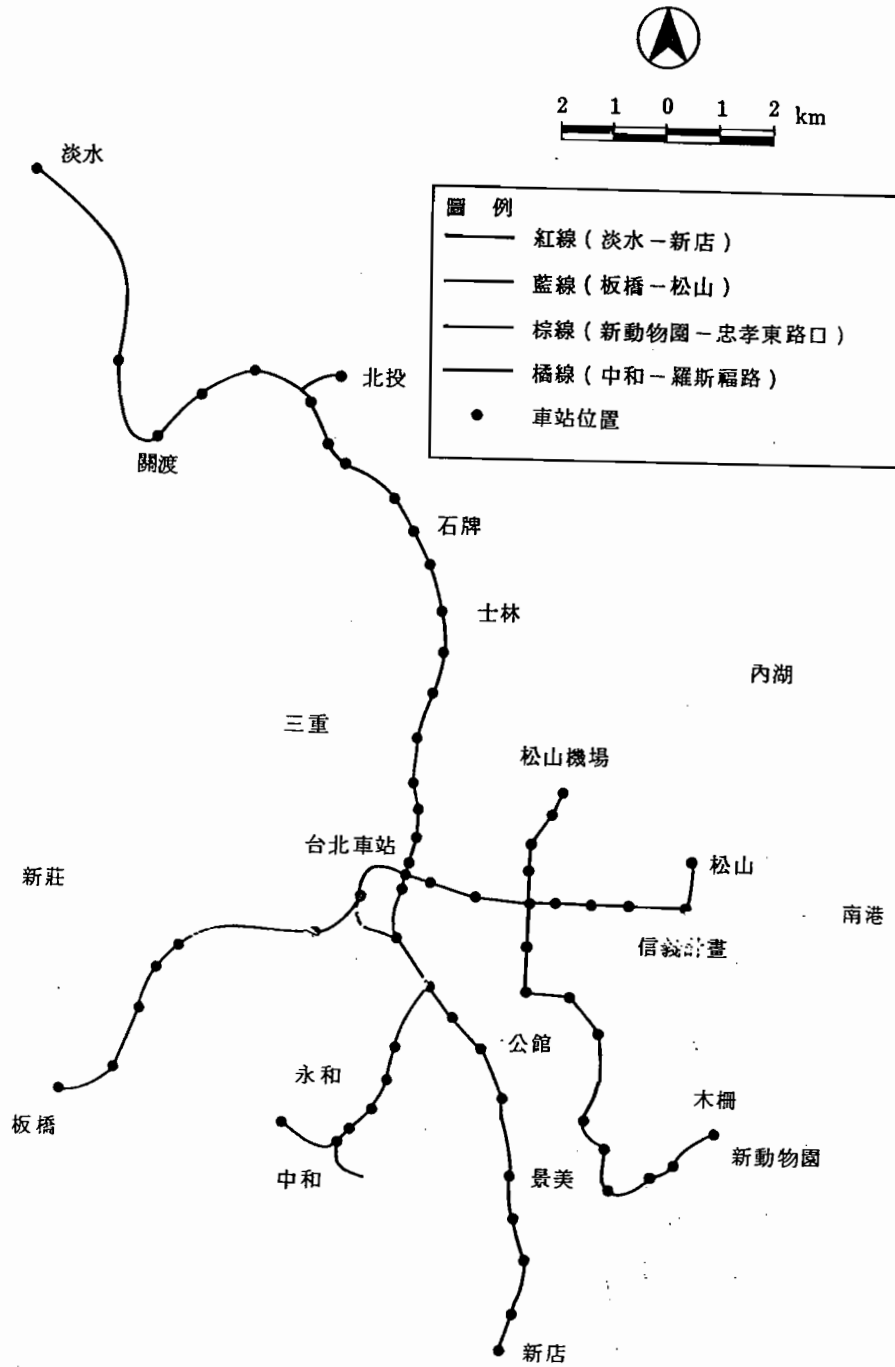 2 1 0 1 2 km
淡水
圖 例
紅線(淡水－新店)
藍線(板橋－松山)
棕線(新動物園－忠孝東路口)
橘線(中和－羅斯福路)
車站位置
北投
關渡
石牌
士林
內湖
三重
松山機場
台北車站
松山
新莊
南港
信義計畫
公館
永和
木柵
板橋
新動物園
中和
景美
新店